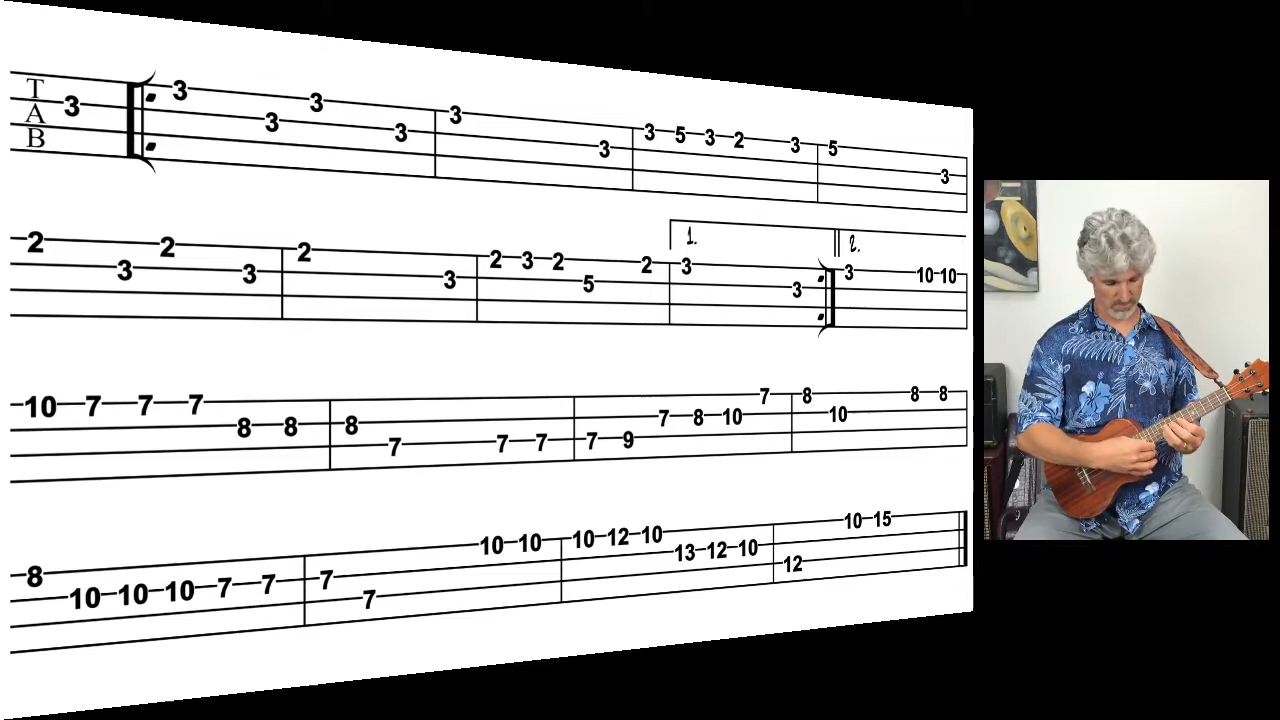 T
A 3 3 3 3 3 3 3 3 5 3 2 3 5 3
B
1. 2.
2 3 2 3 2 3 2 3 2 5 2 3 3 3 10 10
10 7 7 7 8 8 8 7 7 7 7 9 7 8 10 7 8 10 8 8
8 10 10 10 7 7 7 7 10 10 10 12 10 13 12 10 12 10 15